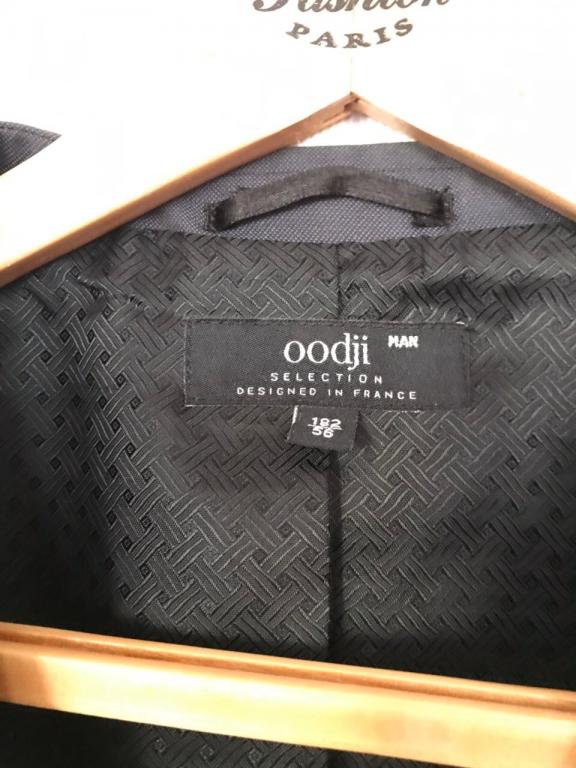 Fashion
PARIS
oodji MAN
SELECTION
DESIGNED IN FRANCE
182
56